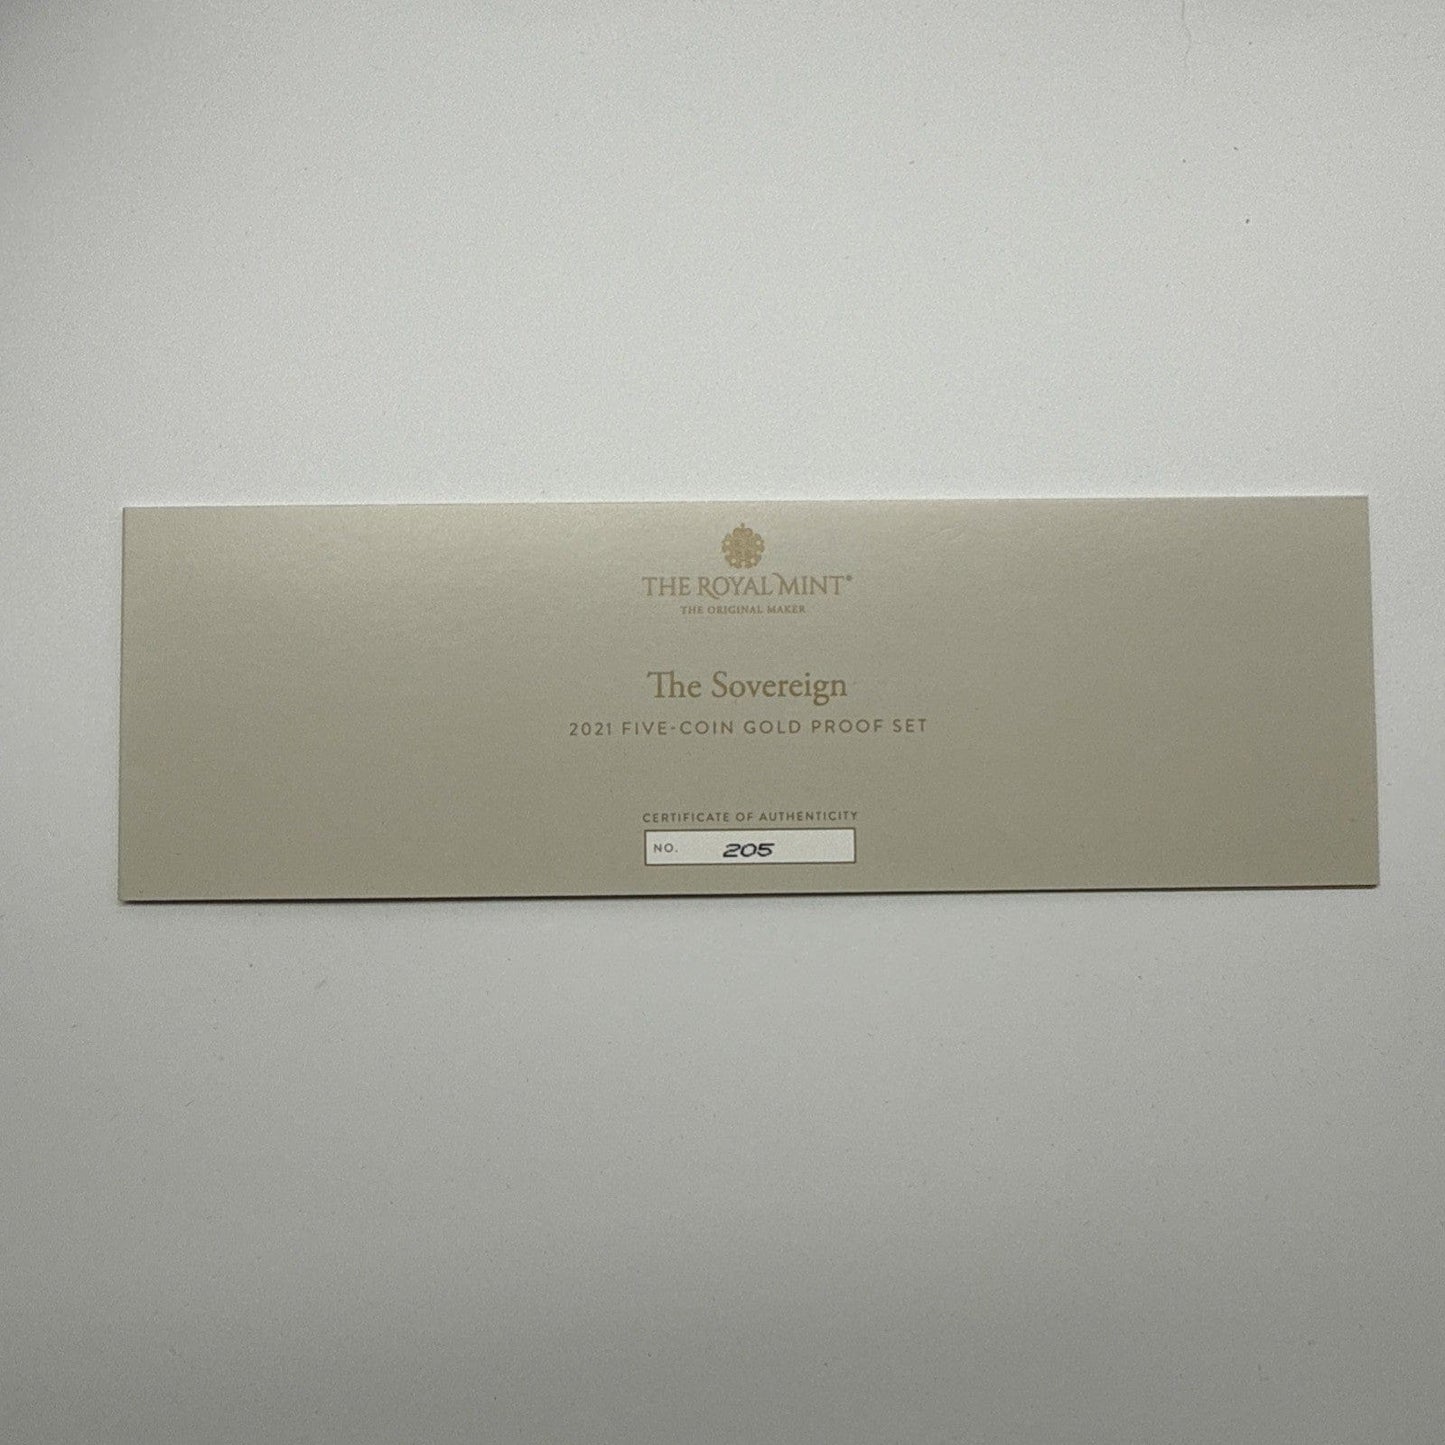 THE ROYAL MINT®
THE ORIGINAL MAKER
The Sovereign
2021 FIVE-COIN GOLD PROOF SET
CERTIFICATE OF AUTHENTICITY
NO. 205